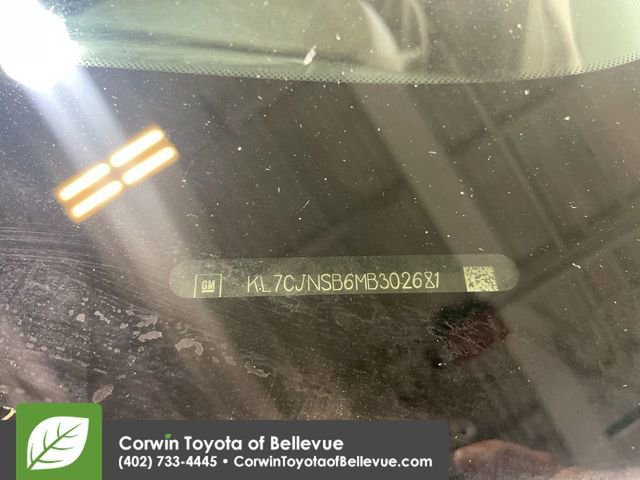 GM KL7CJNSB6MB302681
Corwin Toyota of Bellevue
(402) 733-4445 • CorwinToyotaofBellevue.com